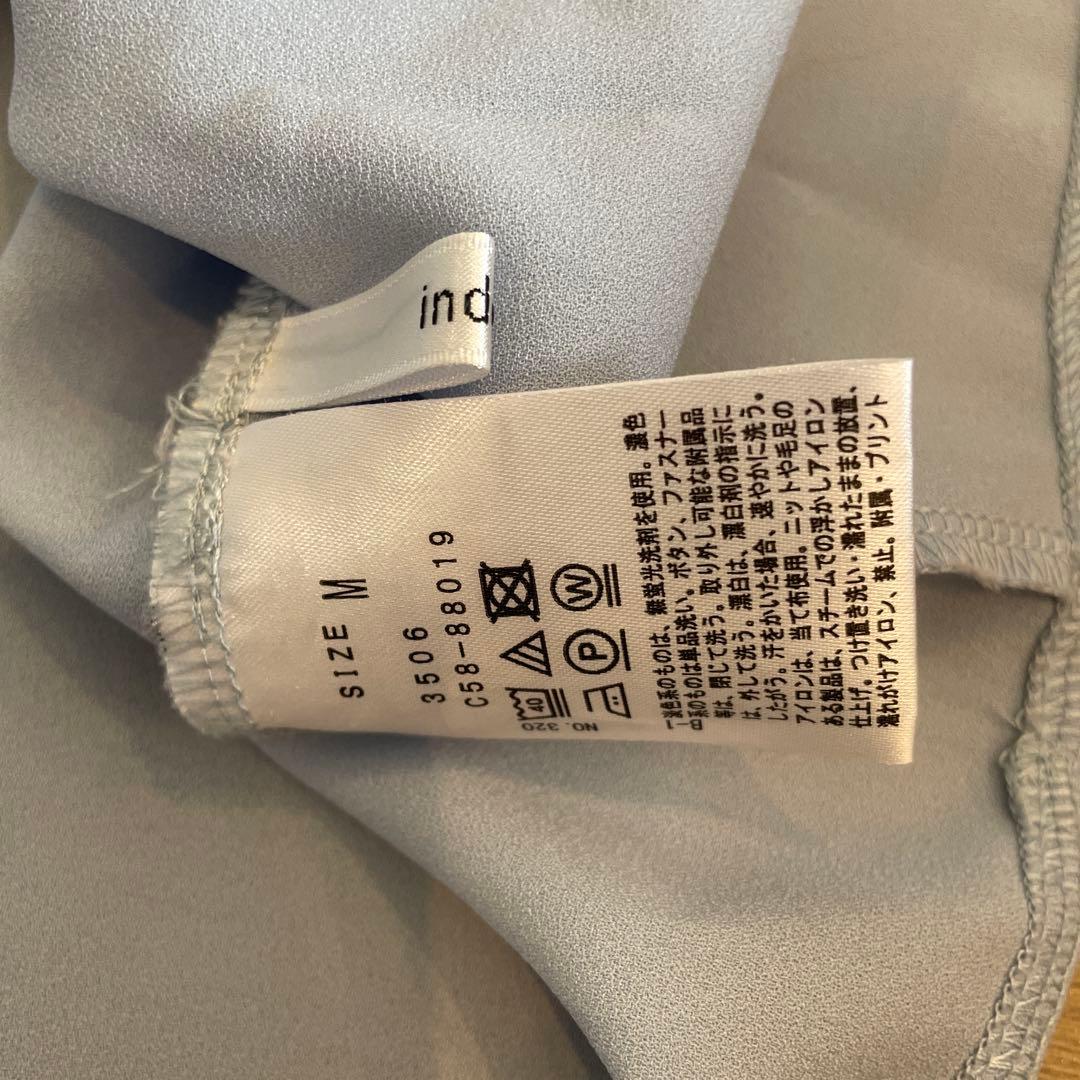 ind
SIZE M
3506
C58-88019
40
W
P
NO.320
淡色系のものは、無蛍光洗剤を使用。濃色
系のものは単品洗い。ボタン、ファスナー
等は、閉じて洗う。取り外し可能な附属品
は、外して洗う。漂白は、漂白剤の指示に
したがう。汗をかいた場合、速やかに洗う。
アイロンは、当て布使用。ニットや毛足の
ある製品は、スチームでの浮かしアイロン
仕上げ。つけ置き洗い・濡れたままの放置、
濡れがけアイロン、禁止。附属・プリント